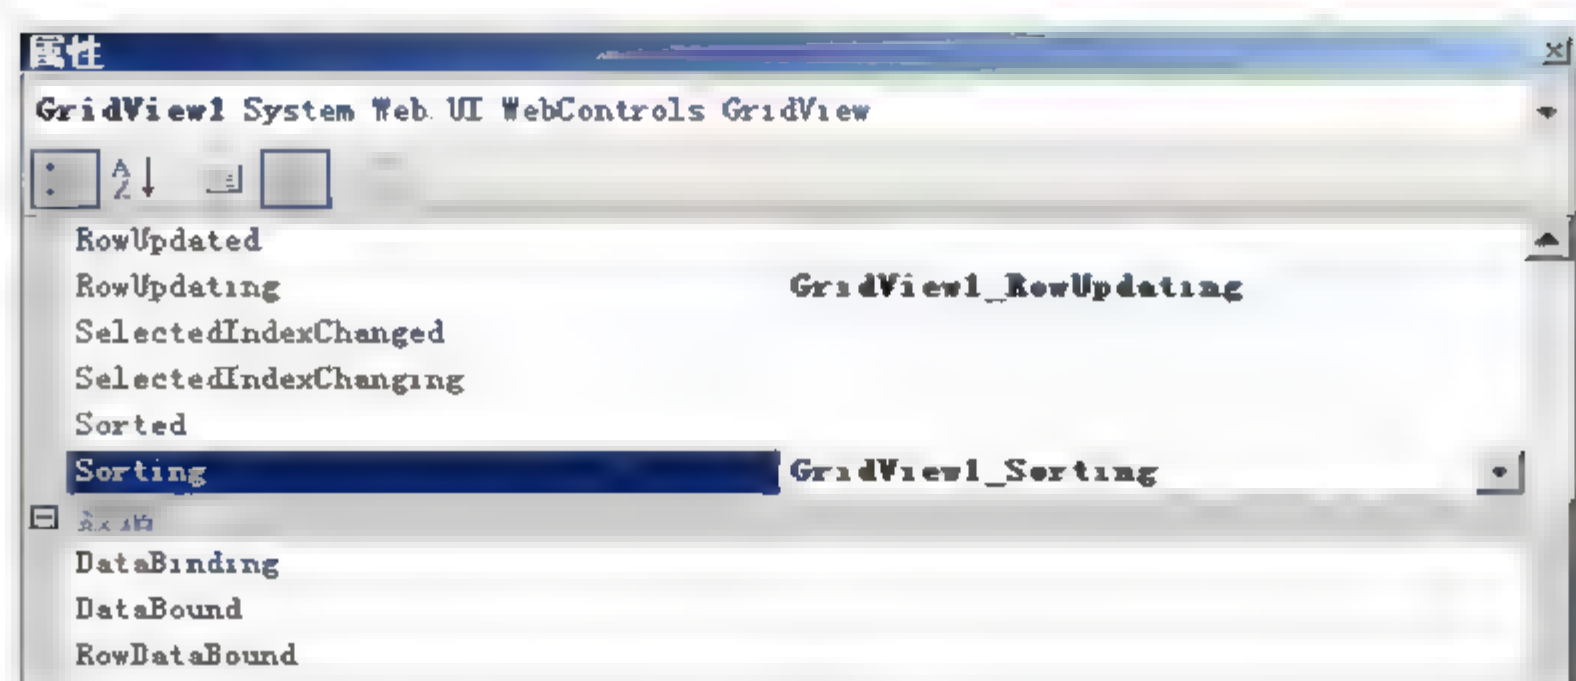 属性
GridView1 System Web.UI WebControls GridView
RowUpdated
RowUpdating GridView1_RowUpdating
SelectedIndexChanged
SelectedIndexChanging
Sorted
Sorting GridView1_Sorting
DataBinding
DataBound
RowDataBound